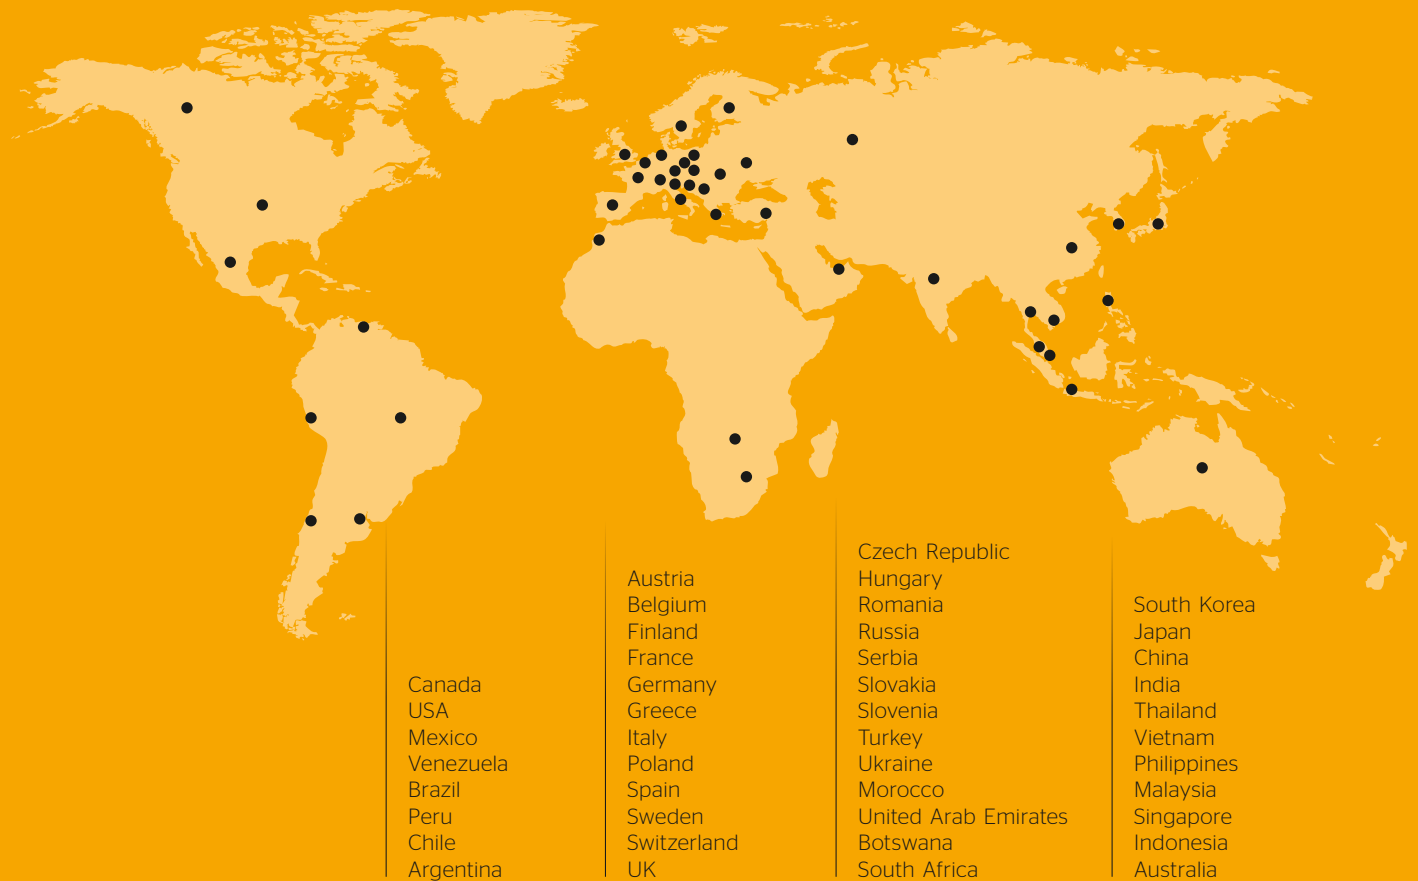 Canada
USA
Mexico
Venezuela
Brazil
Peru
Chile
Argentina
Austria
Belgium
Finland
France
Germany
Greece
Italy
Poland
Spain
Sweden
Switzerland
UK
Czech Republic
Hungary
Romania
Russia
Serbia
Slovakia
Slovenia
Turkey
Ukraine
Morocco
United Arab Emirates
Botswana
South Africa
South Korea
Japan
China
India
Thailand
Vietnam
Philippines
Malaysia
Singapore
Indonesia
Australia